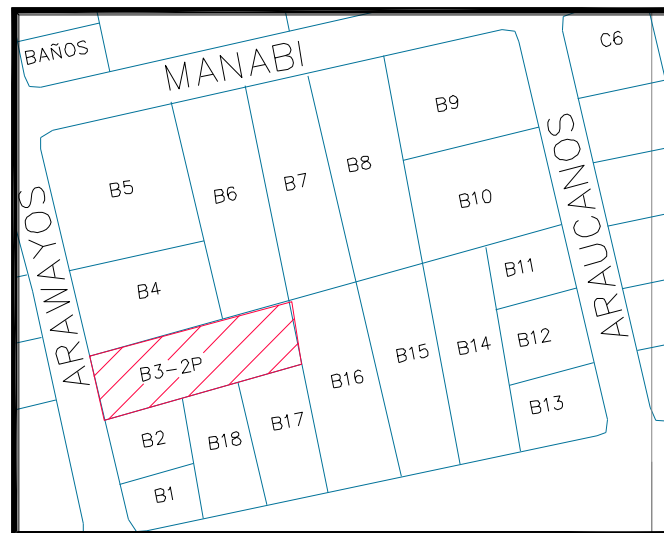 BAÑOS
MANABI
C6
B9
B5
B6
B7
B8
B10
ARAWAYOS
ARAUCANOS
B4
B11
B3-2P
B16
B15
B14
B12
B2
B18
B17
B13
B1